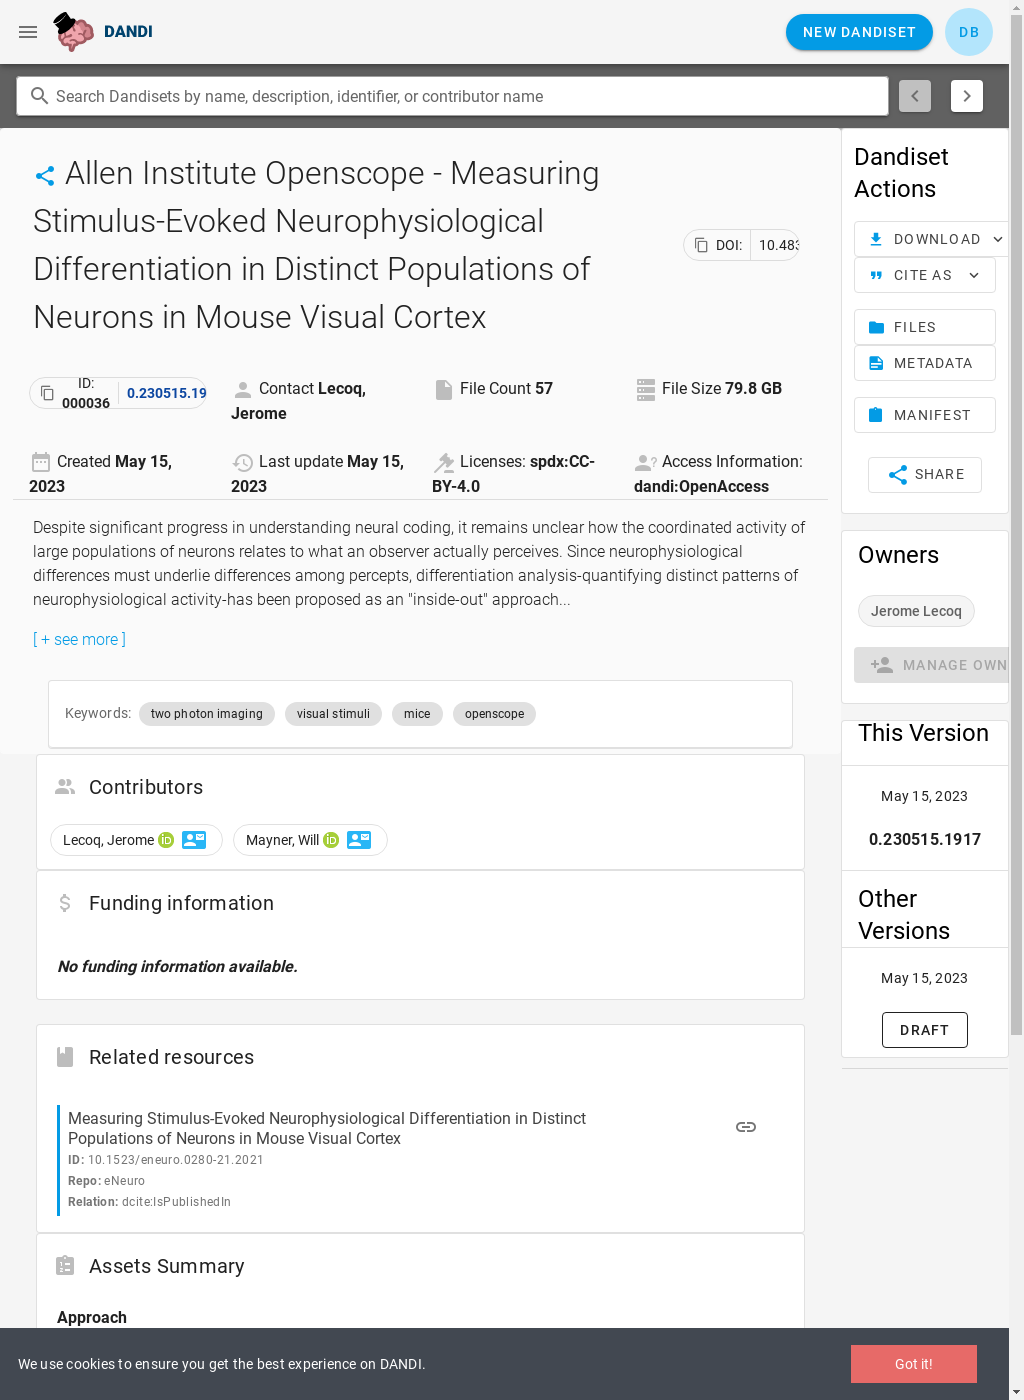 DANDI
NEW DANDISET
DB
Search Dandisets by name, description, identifier, or contributor name
Allen Institute Openscope - Measuring
Stimulus-Evoked Neurophysiological
Differentiation in Distinct Populations of
Neurons in Mouse Visual Cortex
DOI: 10.483
ID:
000036
0.230515.19
Contact Lecoq,
Jerome
File Count 57
File Size 79.8 GB
Created May 15,
2023
Last update May 15,
2023
Licenses: spdx:CC-
BY-4.0
Access Information:
dandi:OpenAccess
Despite significant progress in understanding neural coding, it remains unclear how the coordinated activity of
large populations of neurons relates to what an observer actually perceives. Since neurophysiological
differences must underlie differences among percepts, differentiation analysis-quantifying distinct patterns of
neurophysiological activity-has been proposed as an "inside-out" approach...
[ + see more ]
Keywords: two photon imaging visual stimuli mice openscope
Contributors
Lecoq, Jerome iD Mayner, Will iD
Funding information
No funding information available.
Related resources
Measuring Stimulus-Evoked Neurophysiological Differentiation in Distinct
Populations of Neurons in Mouse Visual Cortex
ID: 10.1523/eneuro.0280-21.2021
Repo: eNeuro
Relation: dcite:IsPublishedIn
Assets Summary
Approach
Dandiset
Actions
DOWNLOAD
CITE AS
FILES
METADATA
MANIFEST
SHARE
Owners
Jerome Lecoq
MANAGE OWN
This Version
May 15, 2023
0.230515.1917
Other
Versions
May 15, 2023
DRAFT
We use cookies to ensure you get the best experience on DANDI.
Got it!